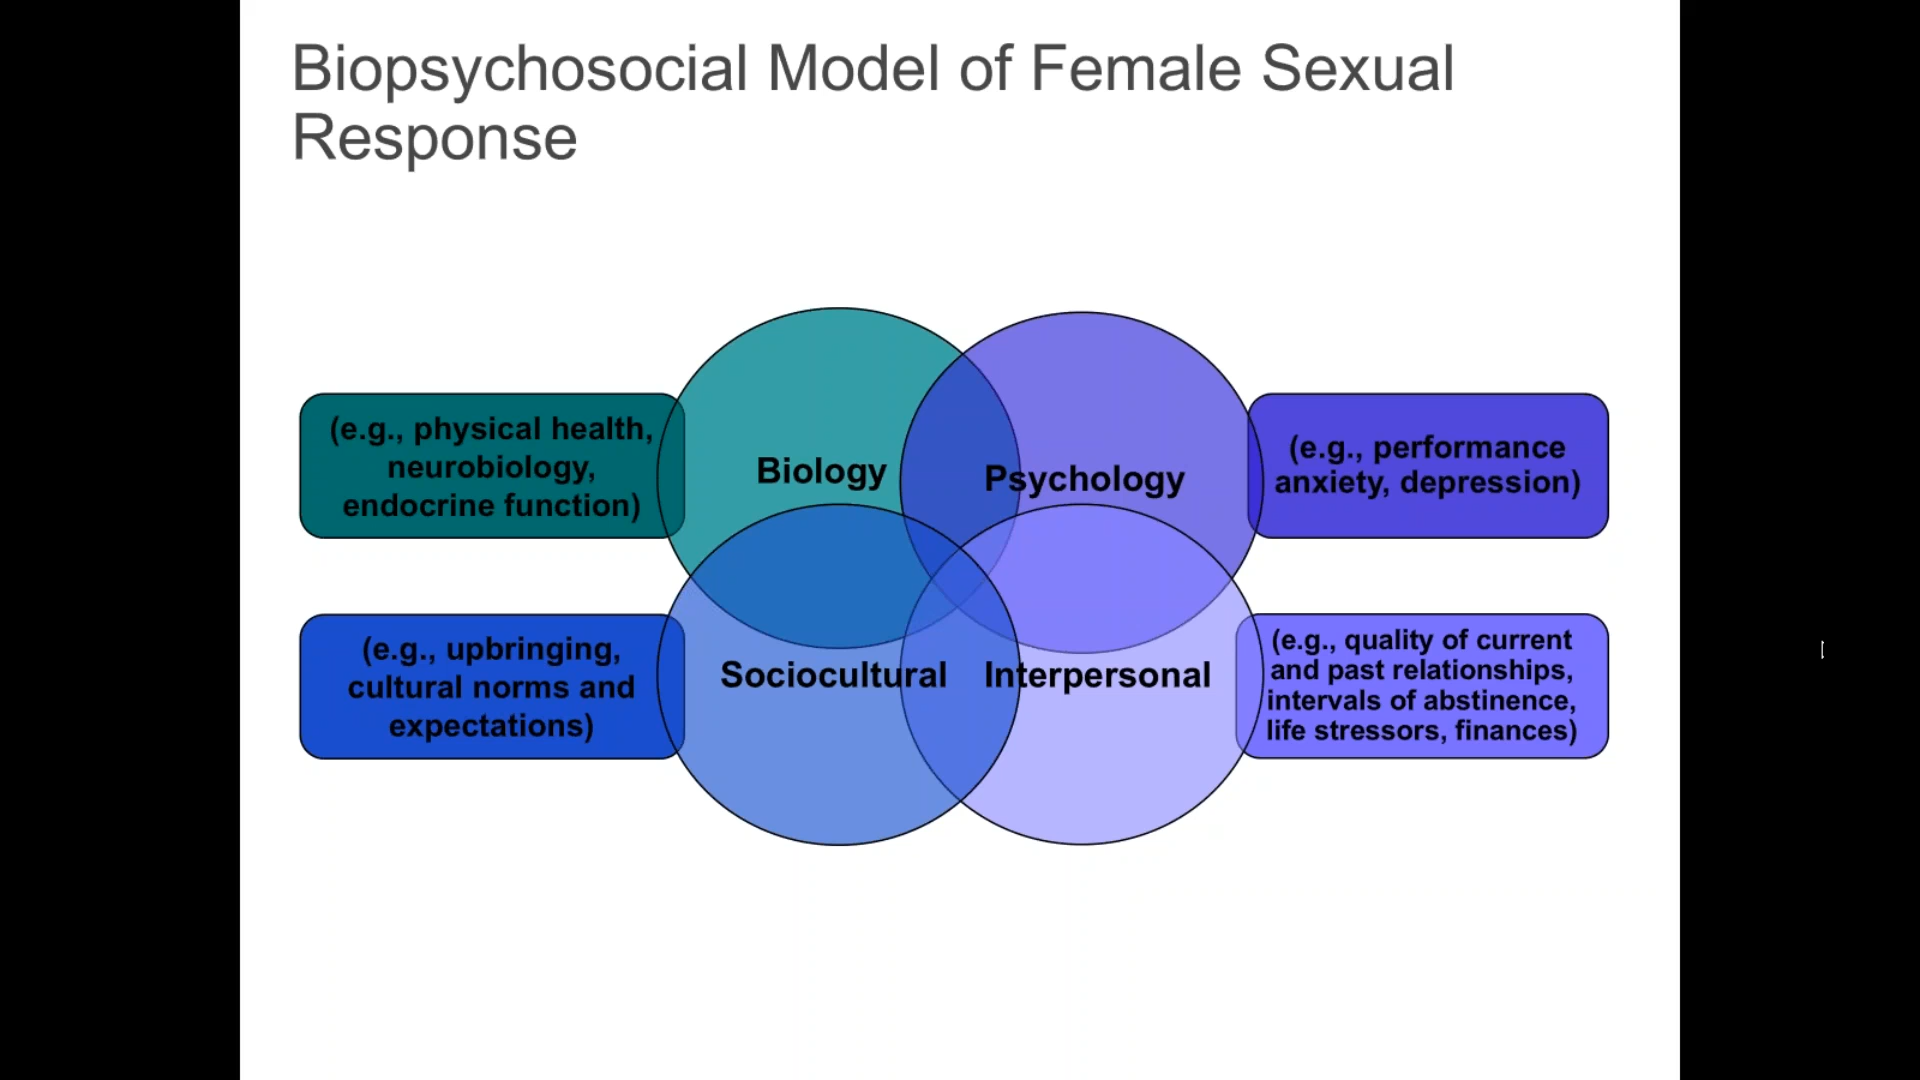 Biopsychosocial Model of Female Sexual
Response
(e.g., physical health,
neurobiology,
endocrine function)
Biology
Psychology
(e.g., performance
anxiety, depression)
(e.g., upbringing,
cultural norms and
expectations)
Sociocultural
Interpersonal
(e.g., quality of current
and past relationships,
intervals of abstinence,
life stressors, finances)